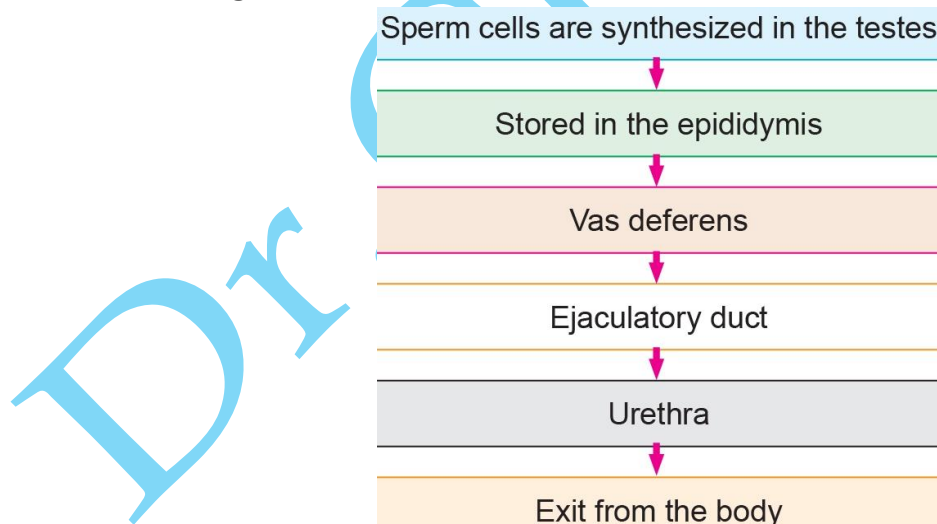 Sperm cells are synthesized in the testes
Stored in the epididymis
Vas deferens
Ejaculatory duct
Urethra
Exit from the body
Dr